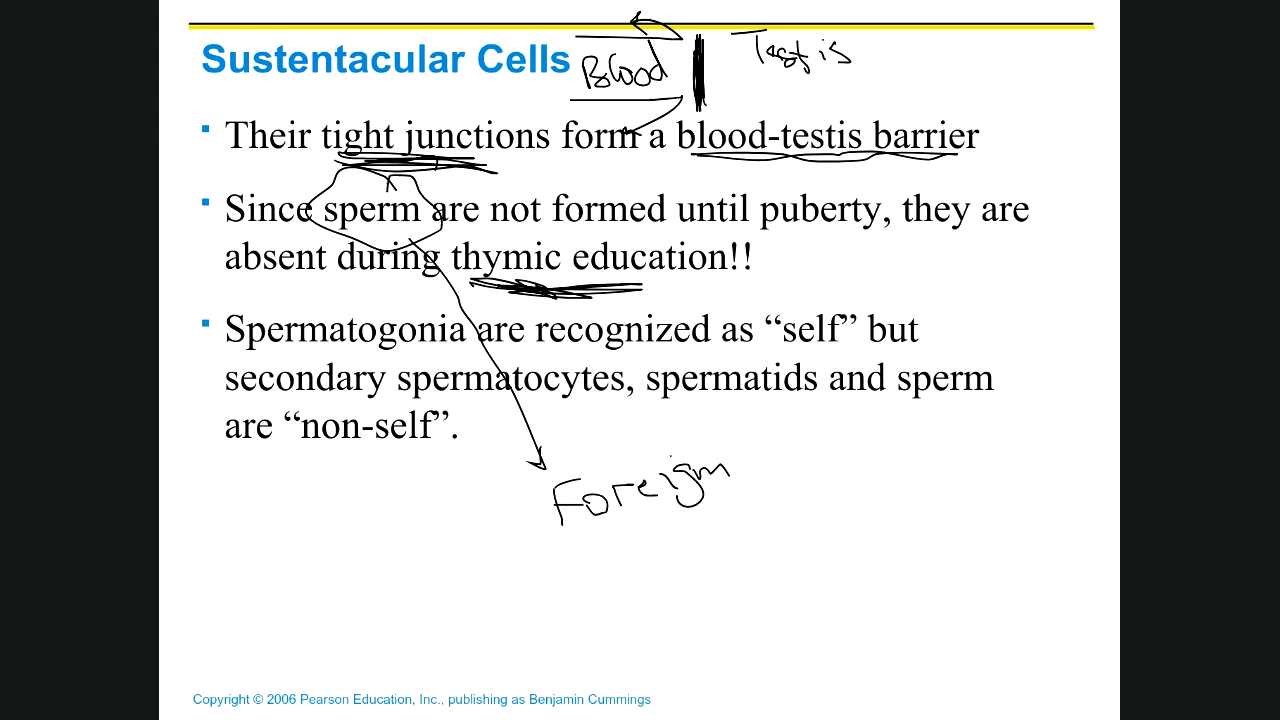 Sustentacular Cells
Blood
Testis
▪ Their tight junctions form a blood-testis barrier
▪ Since sperm are not formed until puberty, they are
absent during thymic education!!
▪ Spermatogonia are recognized as “self” but
secondary spermatocytes, spermatids and sperm
are “non-self”.
Foreign
Copyright © 2006 Pearson Education, Inc., publishing as Benjamin Cummings